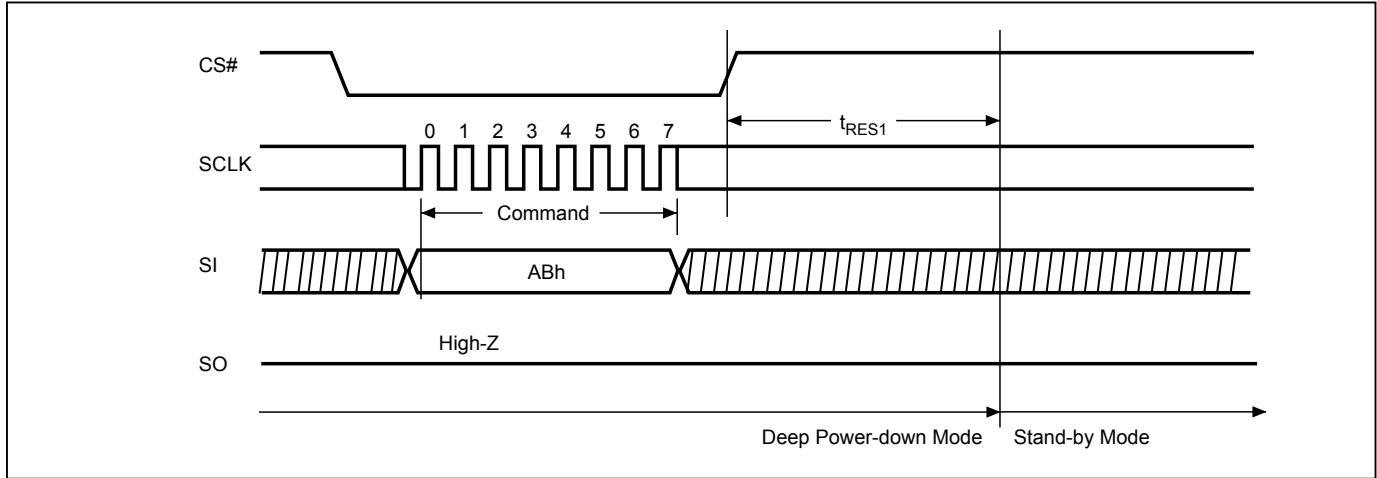 CS#
tRES1
0 1 2 3 4 5 6 7
SCLK
Command
SI
ABh
High-Z
SO
Deep Power-down Mode Stand-by Mode